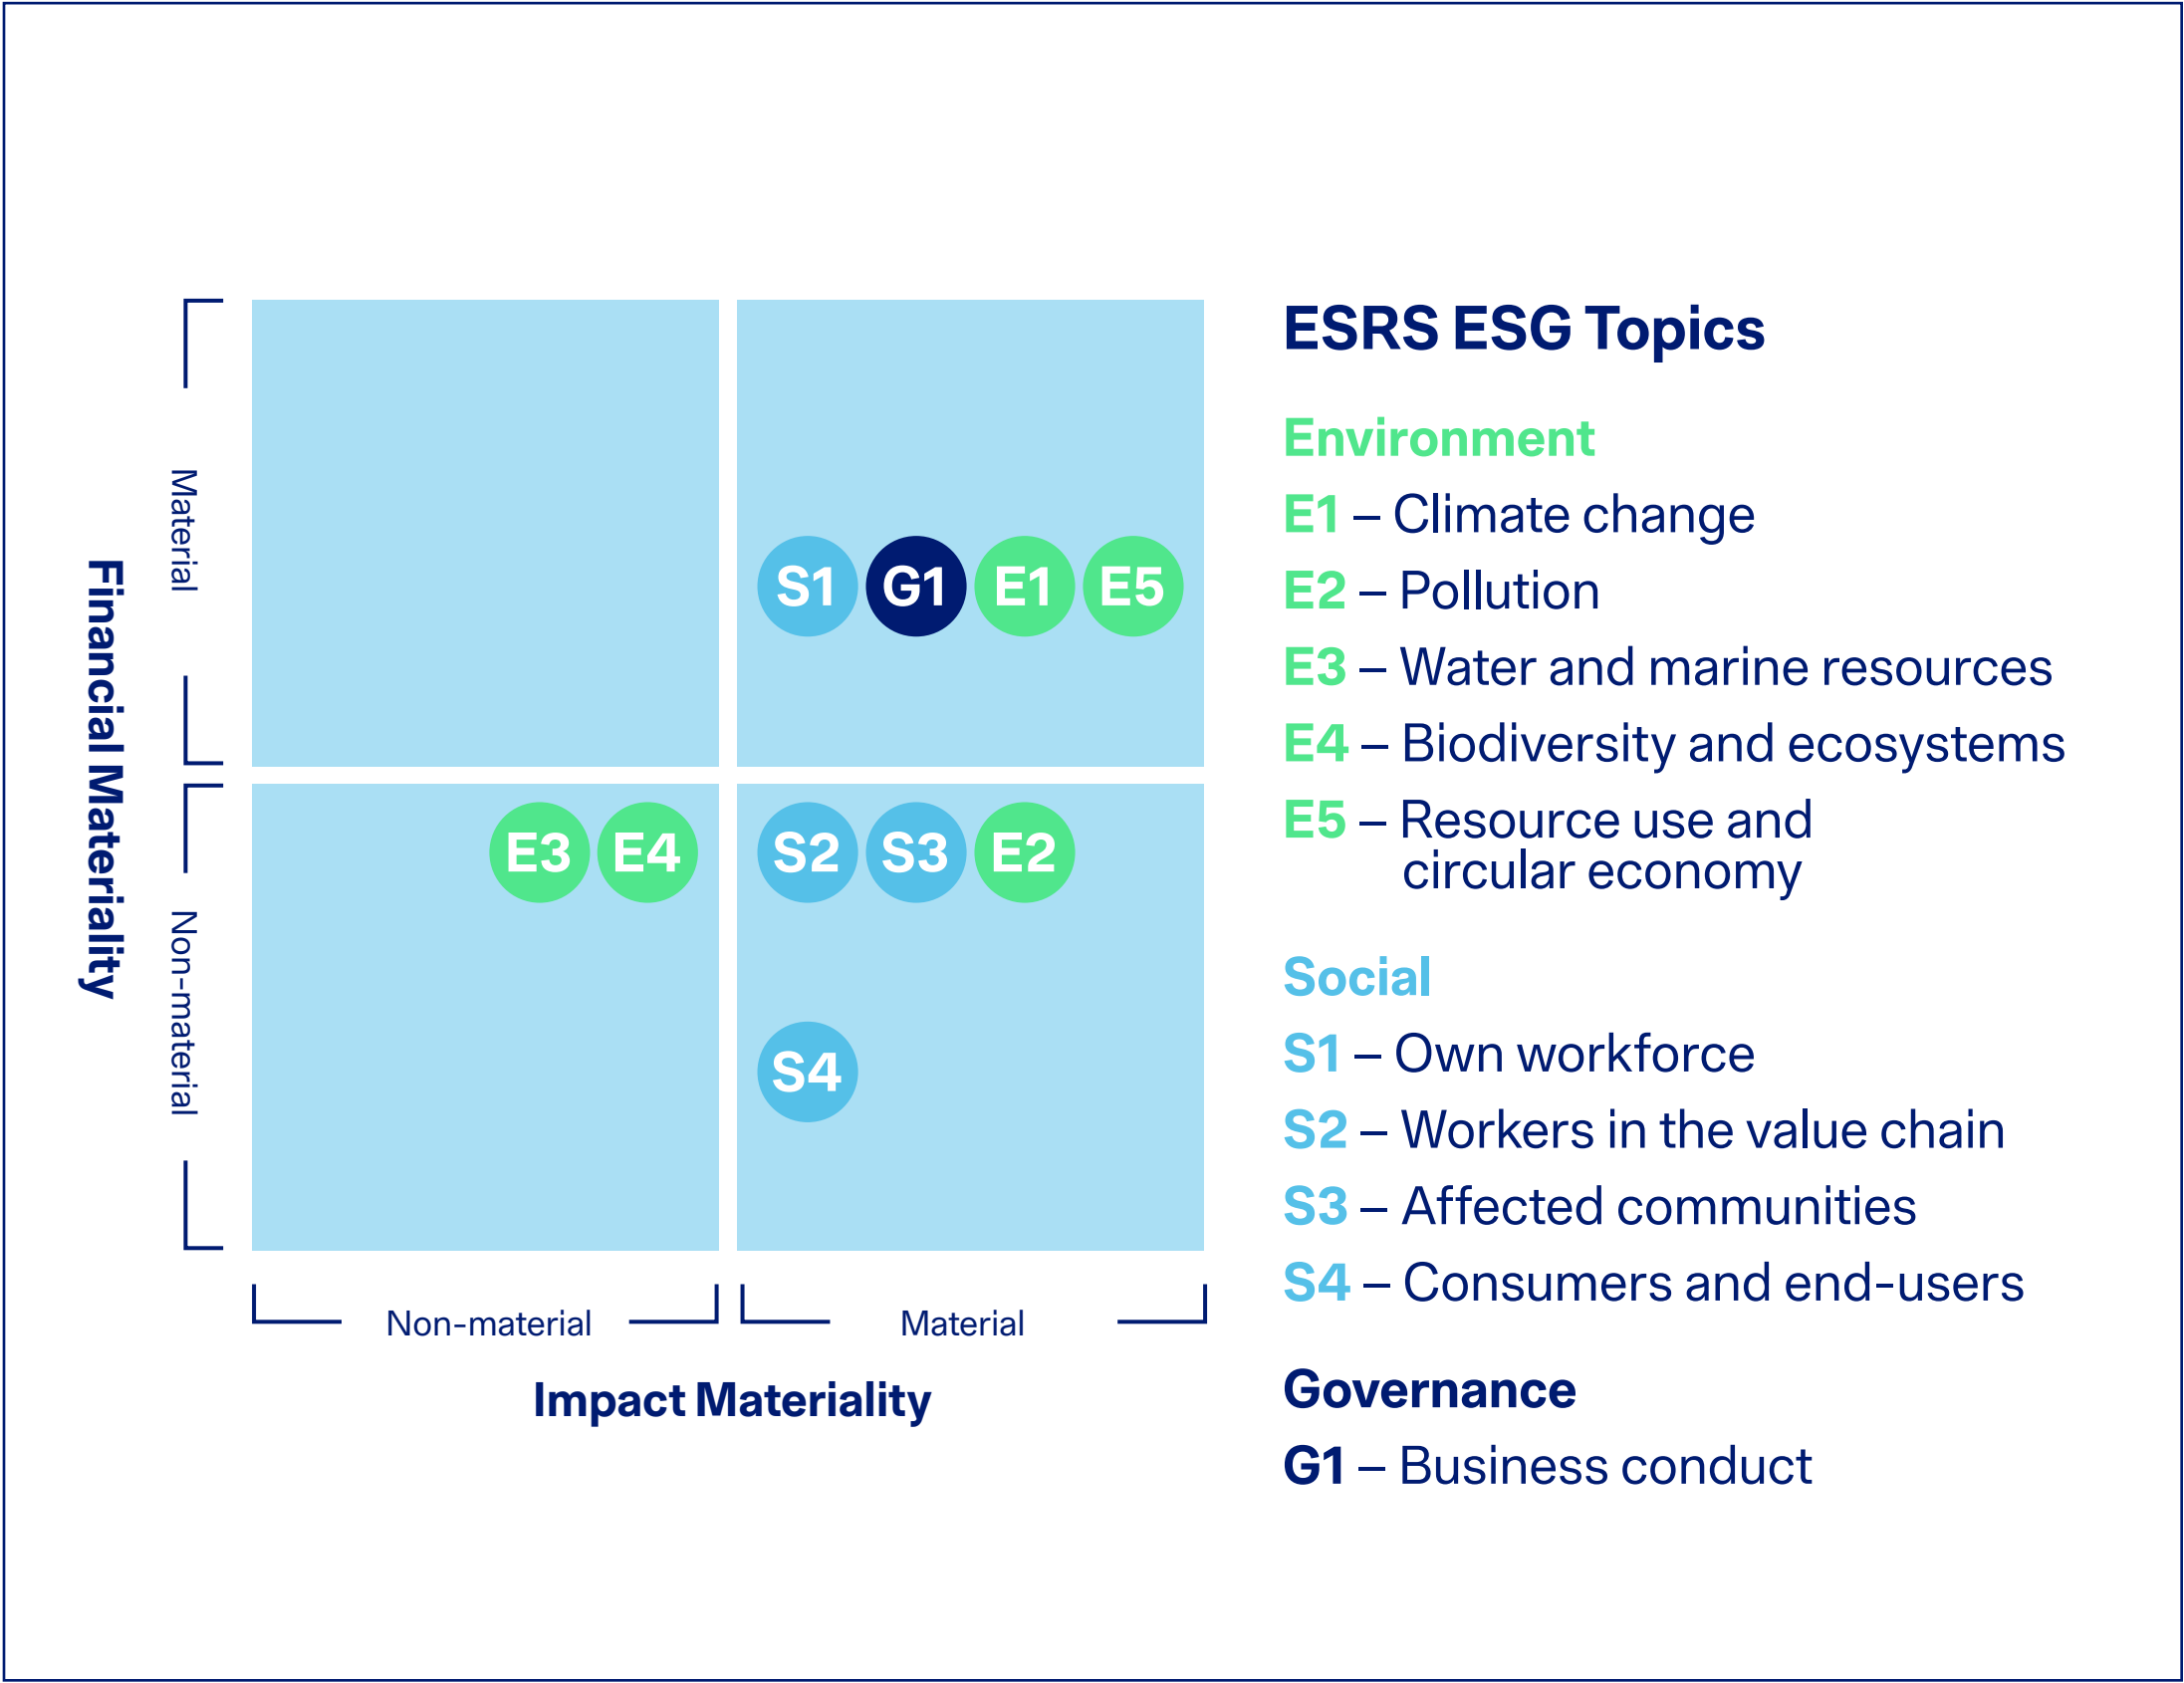 Financial Materiality
Material
Non-material
S1 G1 E1 E5
E3 E4 S2 S3 E2
S4
Non-material
Material
Impact Materiality
ESRS ESG Topics
Environment
E1 – Climate change
E2 – Pollution
E3 – Water and marine resources
E4 – Biodiversity and ecosystems
E5 – Resource use and
circular economy
Social
S1 – Own workforce
S2 – Workers in the value chain
S3 – Affected communities
S4 – Consumers and end-users
Governance
G1 – Business conduct